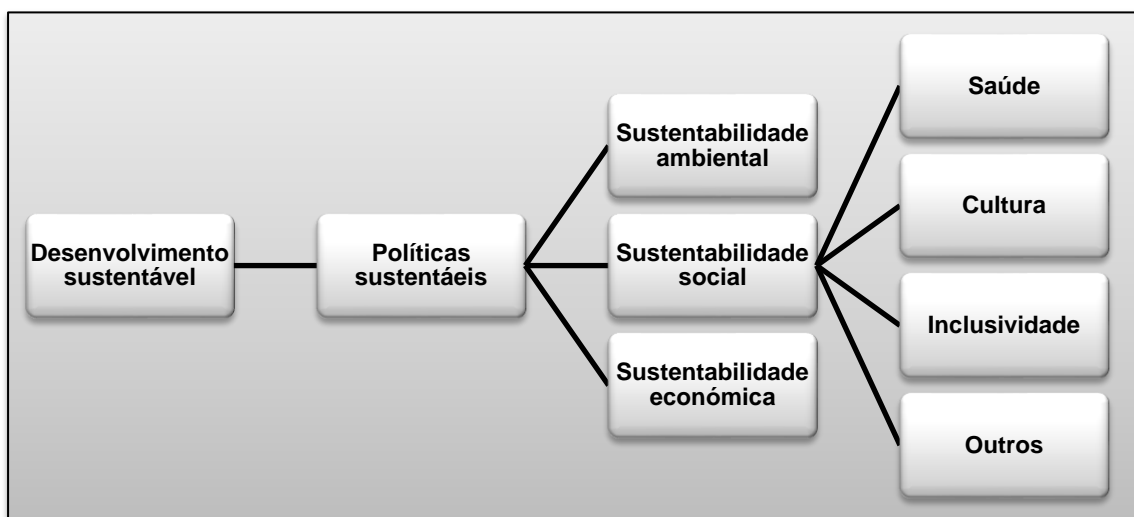 Desenvolvimento
sustentável
Políticas
sustentáeis
Sustentabilidade
ambiental
Sustentabilidade
social
Sustentabilidade
económica
Saúde
Cultura
Inclusividade
Outros